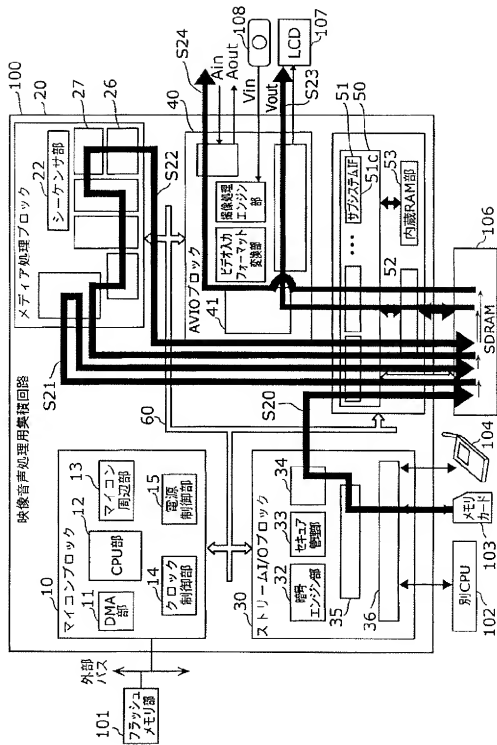 映像音声処理用集積回路
100
20
メディア処理ブロック
22
シーケンサ部
27
26
S21
S22
S24
40
Ain
Aout
108
Vin
Vout
LCD
107
S23
AVIOブロック
41
ビデオ入力
フォーマット
変換部
撮像処理
エンジン
部
60
10
マイコンブロック
11
DMA
部
12
CPU部
13
マイコン
周辺部
14
クロック
制御部
15
電源
制御部
外部
バス
101
フラッシュ
メモリ部
30
ストリームI/Oブロック
32
暗号
エンジン部
33
セキュア
管理部
34
35
36
S20
50
51
サブシステムIF
51c
…
52
53
内蔵RAM部
106
SDRAM
102
別CPU
103
メモリ
カード
104